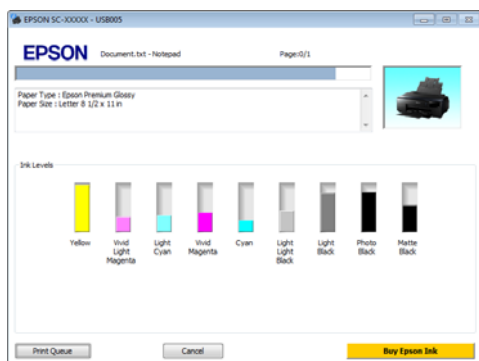 EPSON SC-XXXXX - USB005
EPSON
Document.txt - Notepad
Page:0/1
Paper Type : Epson Premium Glossy
Paper Size : Letter 8 1/2 x 11 in
Ink Levels
Yellow
Vivid
Light
Magenta
Light
Cyan
Vivid
Magenta
Cyan
Light
Light
Black
Light
Black
Photo
Black
Matte
Black
Print Queue
Cancel
Buy Epson Ink